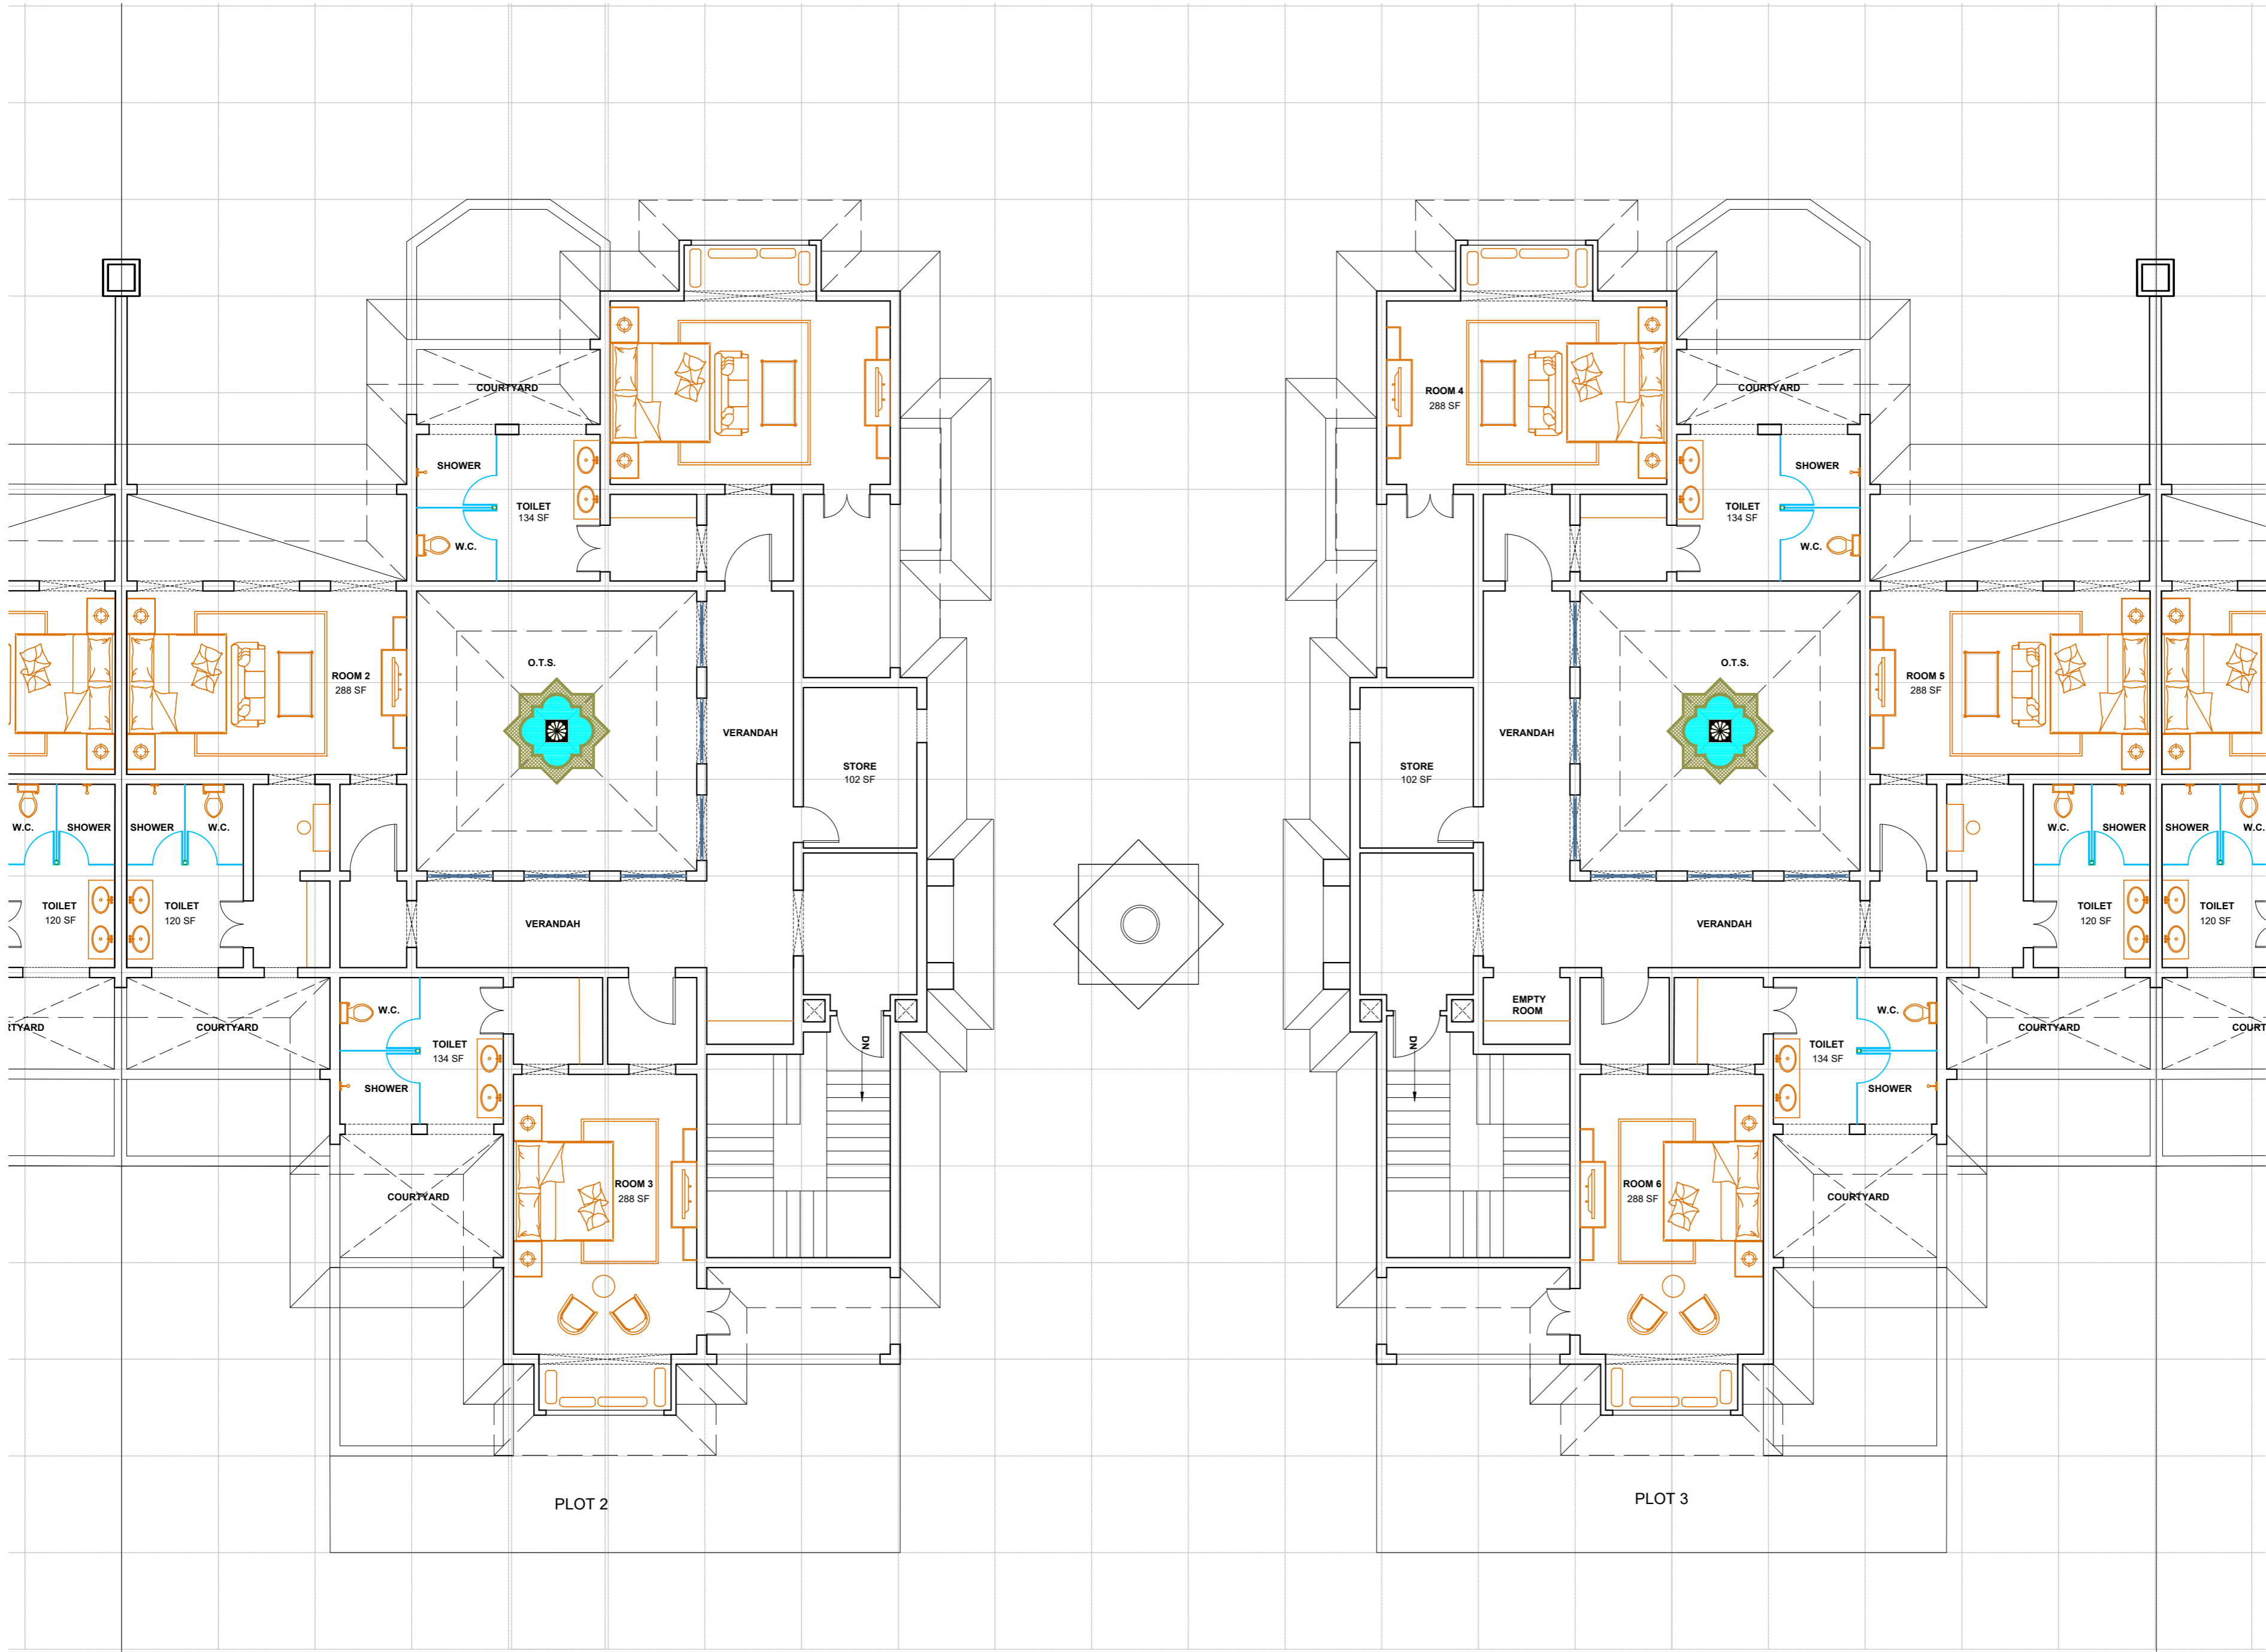 COURTYARD
SHOWER
TOILET
134 SF
W.C.
ROOM 4
288 SF
COURTYARD
SHOWER
TOILET
134 SF
W.C.
ROOM 2
288 SF
O.T.S.
VERANDAH
STORE
102 SF
VERANDAH
STORE
102 SF
O.T.S.
ROOM 5
288 SF
W.C.
SHOWER
SHOWER
W.C.
W.C.
SHOWER
SHOWER
W.C.
TOILET
120 SF
TOILET
120 SF
VERANDAH
VERANDAH
TOILET
120 SF
TOILET
120 SF
RTYARD
COURTYARD
W.C.
TOILET
134 SF
SHOWER
DN
DN
EMPTY
ROOM
W.C.
TOILET
134 SF
SHOWER
COURTYARD
COURT
COURTYARD
ROOM 3
288 SF
ROOM 6
288 SF
COURTYARD
PLOT 2
PLOT 3